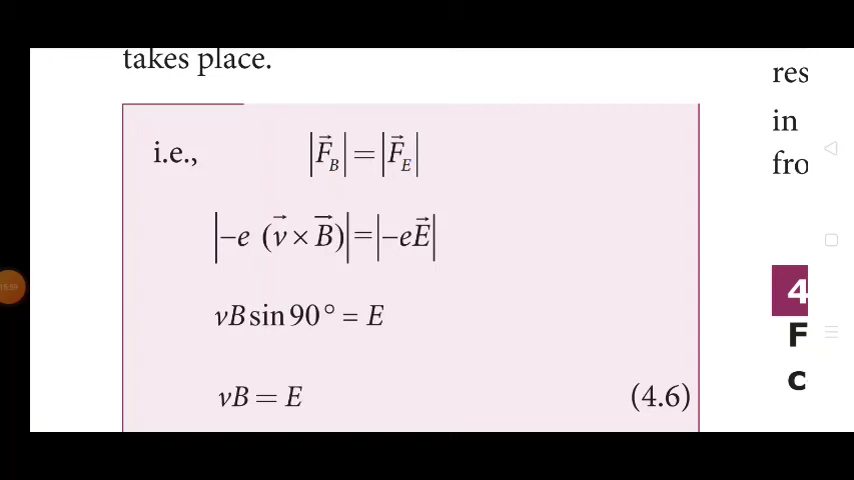 takes place.
i.e., |F⃗_B| = |F⃗_E|
|−e (v⃗ × B⃗)| = |−eE⃗|
vB sin 90° = E
vB = E (4.6)
res
in
fro
4
F
c